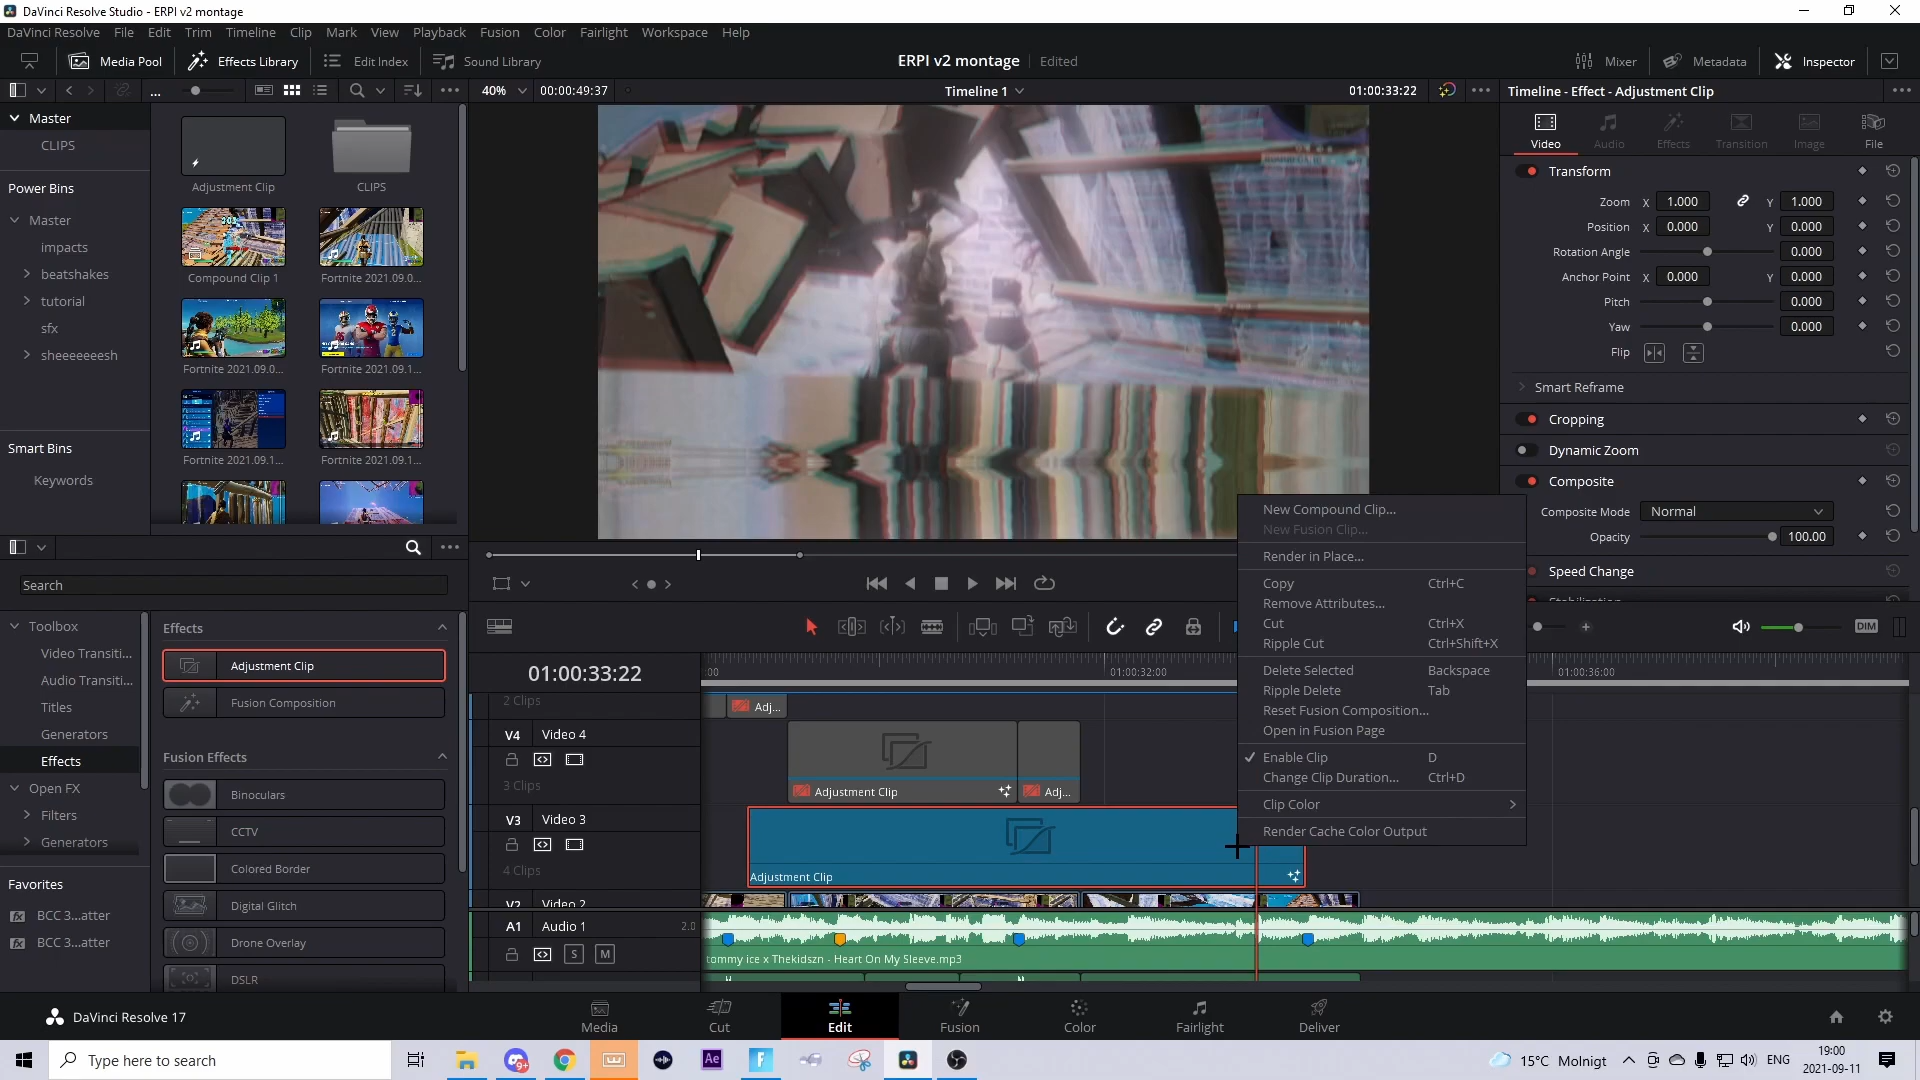 DaVinci Resolve Studio - ERPI v2 montage
DaVinci Resolve File Edit Trim Timeline Clip Mark View Playback Fusion Color Fairlight Workspace Help
Media Pool Effects Library Edit Index Sound Library ERPI v2 montage Edited Mixer Metadata Inspector
... 40% 00:00:49:37 Timeline 1 01:00:33:22 Timeline - Effect - Adjustment Clip
Master
CLIPS
Power Bins
Master
impacts
beatshakes
tutorial
sfx
sheeeeeeesh
Smart Bins
Keywords
Adjustment Clip CLIPS
Compound Clip 1 Fortnite 2021.09.0...
Fortnite 2021.09.0... Fortnite 2021.09.1...
Fortnite 2021.09.1... Fortnite 2021.09.1...
Video Audio Effects Transition Image File
Transform
Zoom X 1.000 Y 1.000
Position X 0.000 Y 0.000
Rotation Angle 0.000
Anchor Point X 0.000 Y 0.000
Pitch 0.000
Yaw 0.000
Flip
Smart Reframe
Cropping
Dynamic Zoom
Composite
Composite Mode Normal
Opacity 100.00
Speed Change
Stabilization
New Compound Clip...
New Fusion Clip...
Render in Place...
Copy Ctrl+C
Remove Attributes...
Cut Ctrl+X
Ripple Cut Ctrl+Shift+X
Delete Selected Backspace
Ripple Delete Tab
Reset Fusion Composition...
Open in Fusion Page
Enable Clip D
Change Clip Duration... Ctrl+D
Clip Color
Render Cache Color Output
Search
Toolbox
Video Transiti...
Audio Transiti...
Titles
Generators
Effects
Open FX
Filters
Generators
Favorites
BCC 3...atter
BCC 3...atter
Effects
Adjustment Clip
Fusion Composition
Fusion Effects
Binoculars
CCTV
Colored Border
Digital Glitch
Drone Overlay
DSLR
DIM
01:00:33:22 :00 01:00:32:00 01:00:36:00
2 Clips Adj...
V4 Video 4
3 Clips Adjustment Clip Adj...
V3 Video 3
4 Clips Adjustment Clip
V2 Video 2
A1 Audio 1 2.0
S M tommy ice x Thekidszn - Heart On My Sleeve.mp3
DaVinci Resolve 17 Media Cut Edit Fusion Color Fairlight Deliver
Type here to search 9+ Ae 15°C Molnigt ENG 19:00
2021-09-11